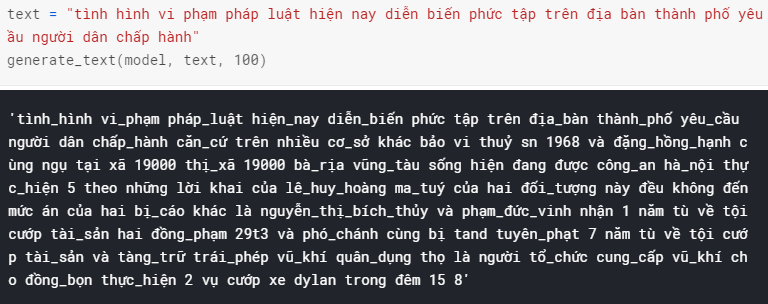 text = "tình hình vi phạm pháp luật hiện nay diễn biến phức tập trên địa bàn thành phố yêu
ầu người dân chấp hành"
generate_text(model, text, 100)
'tình_hình vi_phạm pháp_luật hiện_nay diễn_biến phức tập trên địa_bàn thành_phố yêu_cầu
người dân chấp_hành căn_cứ trên nhiều cơ_sở khác bảo vi thuỷ sn 1968 và đặng_hồng_hạnh c
ùng ngụ tại xã 19000 thị_xã 19000 bà_rịa vũng_tàu sống hiện đang được công_an hà_nội thự
c_hiện 5 theo những lời khai của lê_huy_hoàng ma_tuý của hai đối_tượng này đều không đến
mức án của hai bị_cáo khác là nguyễn_thị_bích_thủy và phạm_đức_vinh nhận 1 năm tù về tội
cướp tài_sản hai đồng_phạm 29t3 và phó_chánh cùng bị tand tuyên_phạt 7 năm tù về tội cướ
p tài_sản và tàng_trữ trái_phép vũ_khí quân_dụng thọ là người tổ_chức cung_cấp vũ_khí ch
o đồng_bọn thực_hiện 2 vụ cướp xe dylan trong đêm 15 8'